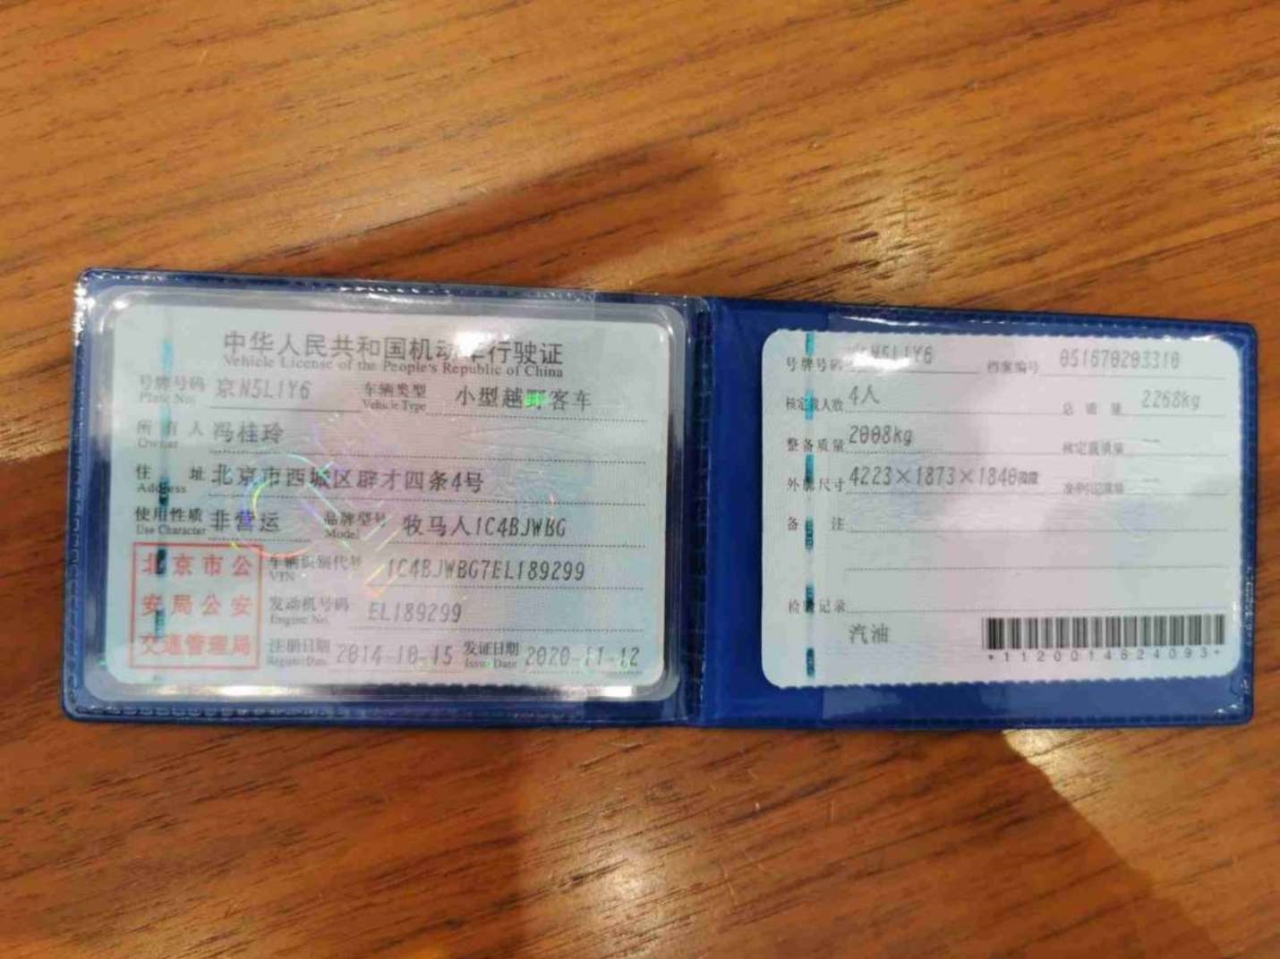 中华人民共和国机动车行驶证
Vehicle License of the People's Republic of China
号牌号码 京N5L1Y6 车辆类型 小型越野客车
Plate No. Vehicle Type
所有人 冯桂玲
Owner
住址 北京市西城区辟才四条4号
Address
使用性质 非营运 品牌型号 牧马人1C4BJWBG
Use Character Model
北京市公安局公安交通管理局
车辆识别代号 1C4BJWBG7EL189299
VIN
发动机号码 EL189299
Engine No.
注册日期 2014-10-15 发证日期 2020-11-12
Register Date Issue Date
号牌号码 N5L1Y6 档案编号
核定载人数 4人 总质量 2268kg
整备质量 2008kg 核定载质量 --
外廓尺寸 4223×1873×1840mm 准牵引总质量 --
备注
检验记录
汽油
*1120014624093*